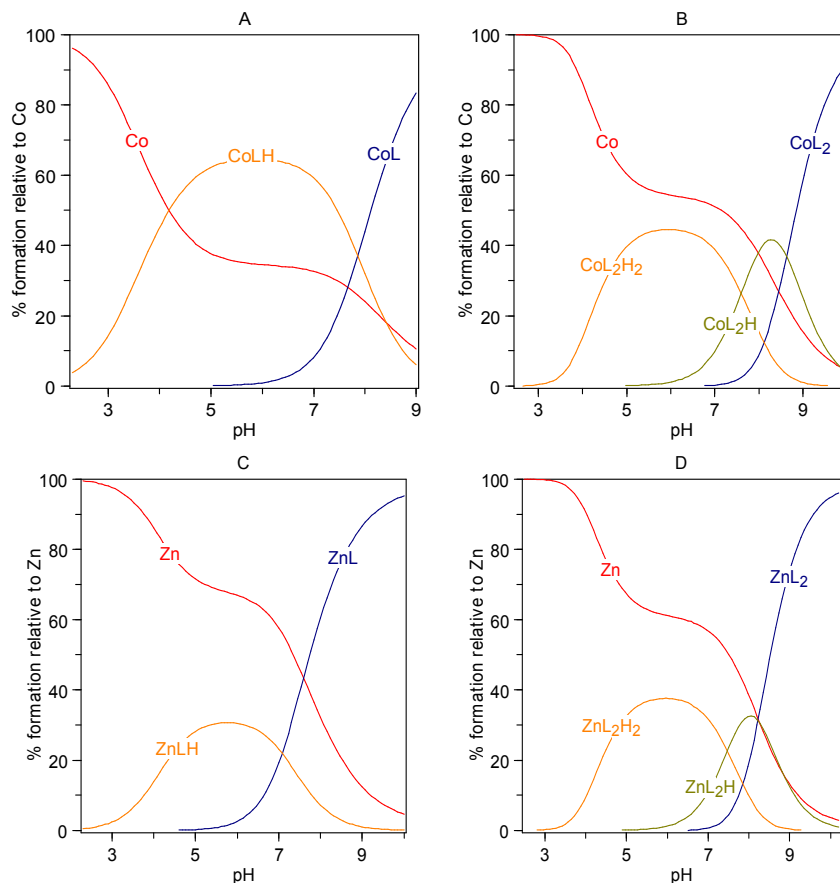 A
% formation relative to Co
100
80
60
40
20
0
3
5
7
9
pH
Co
CoLH
CoL
B
% formation relative to Co
100
80
60
40
20
0
3
5
7
9
pH
Co
CoL2H2
CoL2H
CoL2
C
% formation relative to Zn
100
80
60
40
20
0
3
5
7
9
pH
Zn
ZnLH
ZnL
D
% formation relative to Zn
100
80
60
40
20
0
3
5
7
9
pH
Zn
ZnL2H2
ZnL2H
ZnL2